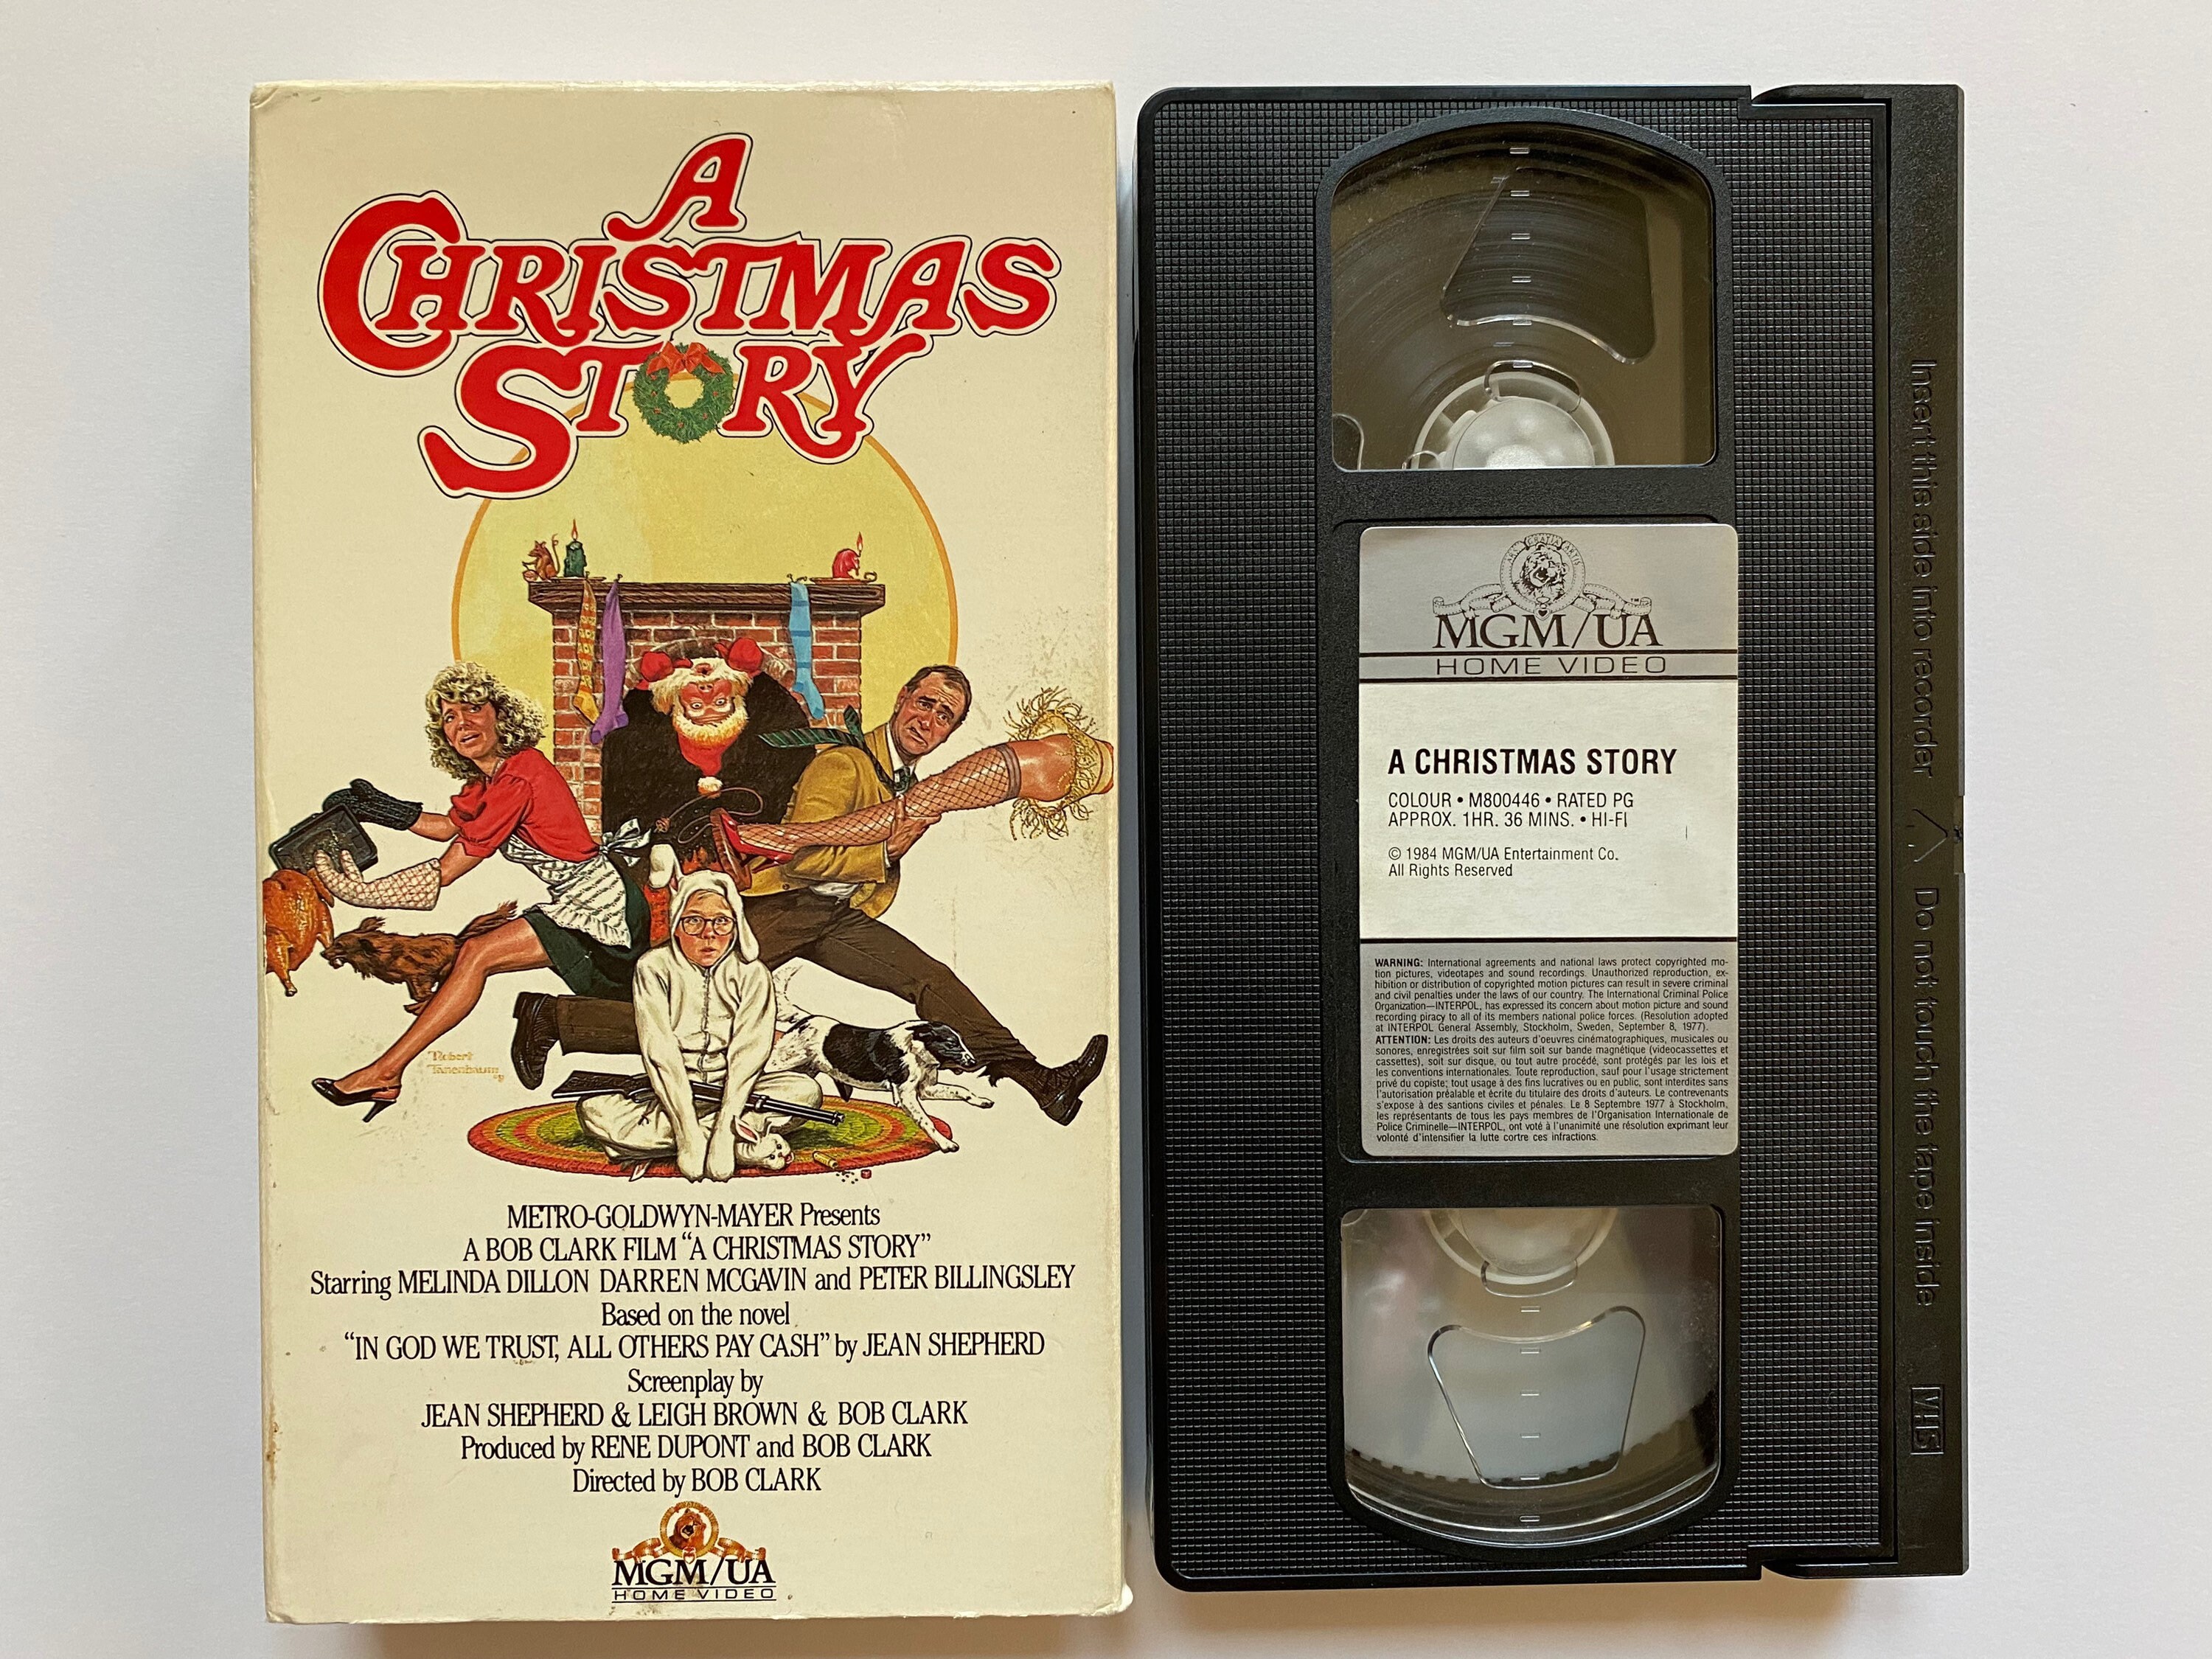 A
CHRISTMAS
STORY
Robert
Tanenbaum
METRO-GOLDWYN-MAYER Presents
A BOB CLARK FILM “A CHRISTMAS STORY”
Starring MELINDA DILLON DARREN MCGAVIN and PETER BILLINGSLEY
Based on the novel
“IN GOD WE TRUST, ALL OTHERS PAY CASH” by JEAN SHEPHERD
Screenplay by
JEAN SHEPHERD & LEIGH BROWN & BOB CLARK
Produced by RENE DUPONT and BOB CLARK
Directed by BOB CLARK
MGM/UA
HOME VIDEO
ARS GRATIA ARTIS
MGM/UA
HOME VIDEO
A CHRISTMAS STORY
COLOUR • M800446 • RATED PG
APPROX. 1HR. 36 MINS. • HI-FI
© 1984 MGM/UA Entertainment Co.
All Rights Reserved
WARNING: International agreements and national laws protect copyrighted mo-
tion pictures, videotapes and sound recordings. Unauthorized reproduction, ex-
hibition or distribution of copyrighted motion pictures can result in severe criminal
and civil penalties under the laws of our country. The International Criminal Police
Organization—INTERPOL, has expressed its concern about motion picture and sound
recording piracy to all of its members national police forces. (Resolution adopted
at INTERPOL General Assembly, Stockholm, Sweden, September 8, 1977).
ATTENTION: Les droits des auteurs d'oeuvres cinématographiques, musicales ou
sonores, enregistrées soit sur film soit sur bande magnétique (videocassettes et
cassettes), soit sur disque, ou tout autre procédé, sont protégés par les lois et
les conventions internationales. Toute reproduction, sauf pour l'usage strictement
privé du copiste; tout usage à des fins lucratives ou en public, sont interdites sans
l'autorisation préalable et écrite du titulaire des droits d'auteurs. Le contrevenants
s'expose à des santions civiles et pénales. Le 8 Septembre 1977 à Stockholm,
les représentants de tous les pays membres de l'Organisation Internationale de
Police Criminelle—INTERPOL, ont voté à l'unanimité une résolution exprimant leur
volonté d'intensifier la lutte contre ces infractions.
Insert this side into recorder
Do not touch the tape inside
VHS